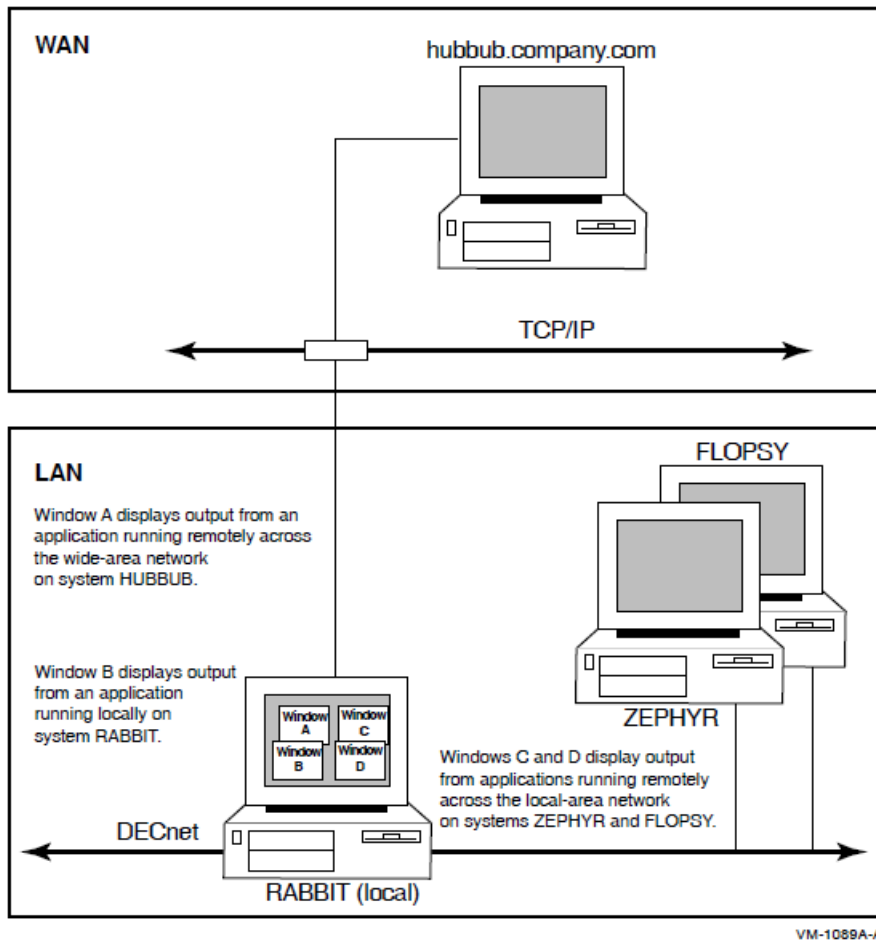 WAN
hubbub.company.com
TCP/IP
LAN
Window A displays output from an
application running remotely across
the wide-area network
on system HUBBUB.
Window B displays output
from an application
running locally on
system RABBIT.
FLOPSY
ZEPHYR
Window
A
Window
C
Window
B
Window
D
Windows C and D display output
from applications running remotely
across the local-area network
on systems ZEPHYR and FLOPSY.
DECnet
RABBIT (local)